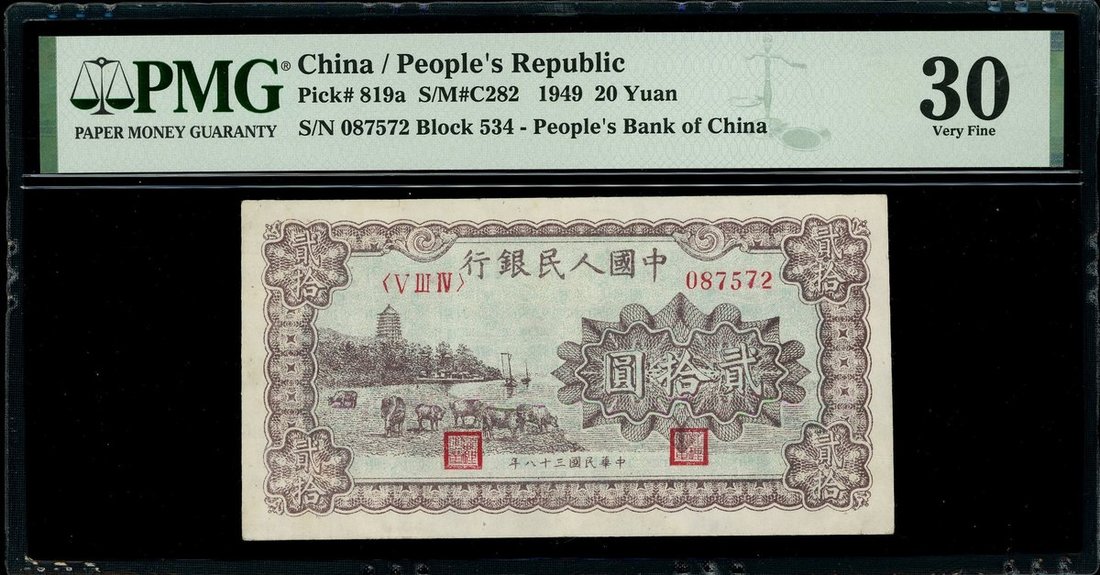 PMG®
PAPER MONEY GUARANTY
China / People's Republic
Pick# 819a S/M#C282 1949 20 Yuan
S/N 087572 Block 534 - People's Bank of China
30
Very Fine
貳拾
貳拾
行銀民人國中
〈V III IV〉
087572
圓拾貳
年八十三國民華中
貳拾
貳拾